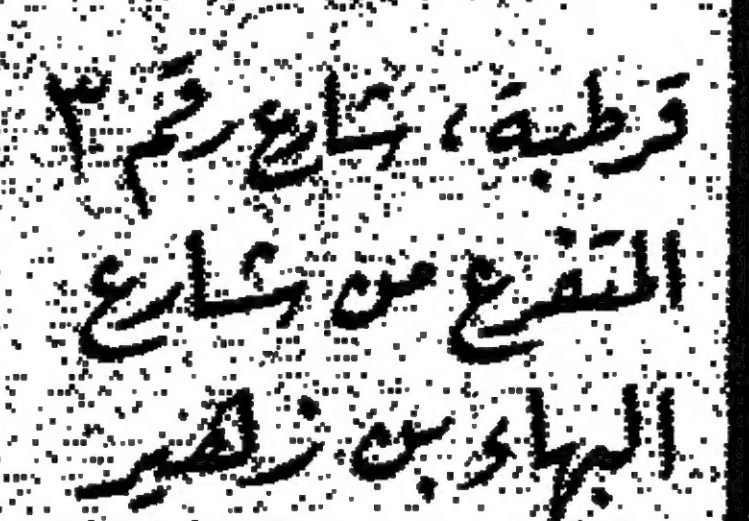 قرطبة، شارع رقم ٣
المتفرع من شارع
البهاء بن زهير